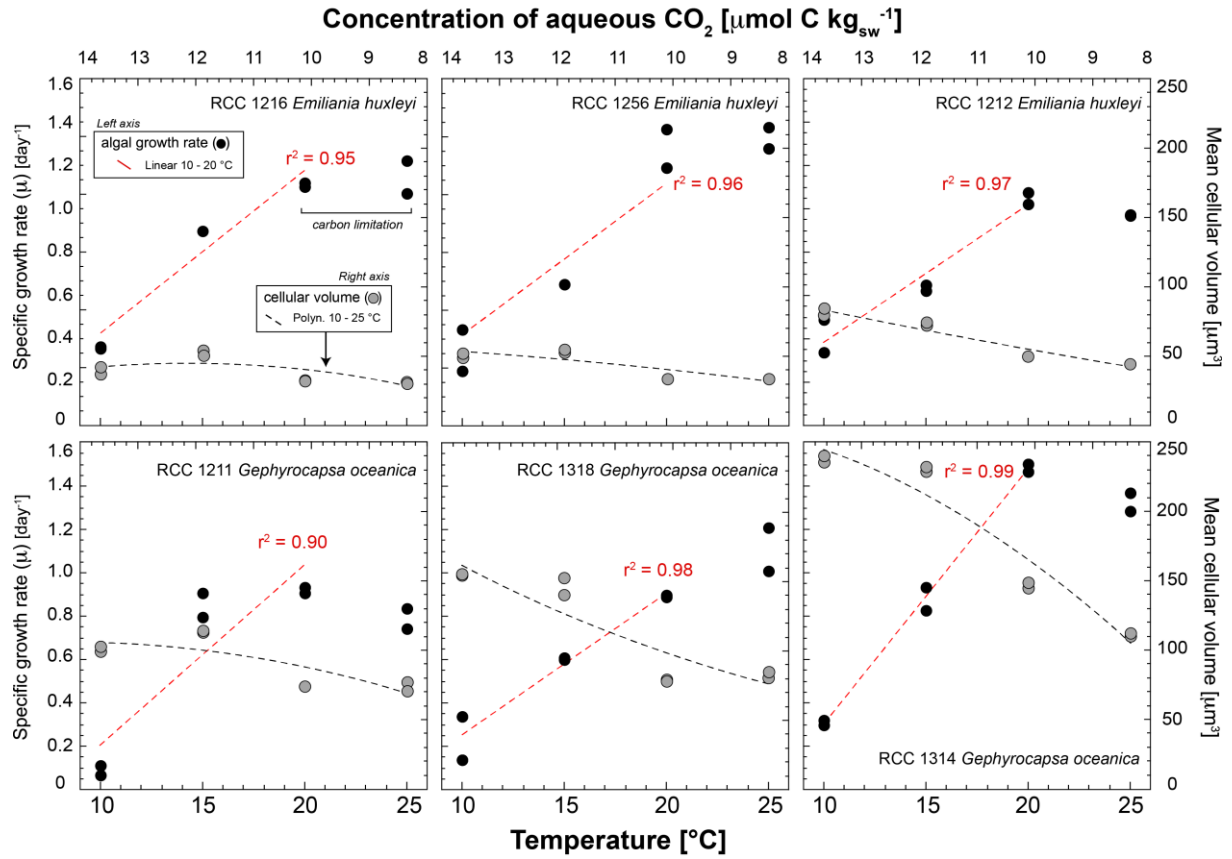 Concentration of aqueous CO₂ [μmol C kg_sw⁻¹]
14 13 12 11 10 9 8
14 13 12 11 10 9 8
14 13 12 11 10 9 8
Specific growth rate (μ) [day⁻¹]
1.6
1.4
1.2
1.0
0.8
0.6
0.4
0.2
0
RCC 1216 Emiliania huxleyi
Left axis
algal growth rate (●)
Linear 10 - 20 °C
r² = 0.95
carbon limitation
Right axis
cellular volume (●)
Polyn. 10 - 25 °C
RCC 1256 Emiliania huxleyi
r² = 0.96
RCC 1212 Emiliania huxleyi
r² = 0.97
250
200
150
100
50
0
Mean cellular volume [μm³]
Specific growth rate (μ) [day⁻¹]
1.6
1.4
1.2
1.0
0.8
0.6
0.4
0.2
0
RCC 1211 Gephyrocapsa oceanica
r² = 0.90
RCC 1318 Gephyrocapsa oceanica
r² = 0.98
r² = 0.99
RCC 1314 Gephyrocapsa oceanica
250
200
150
100
50
0
Mean cellular volume [μm³]
10 15 20 25
10 15 20 25
10 15 20 25
Temperature [°C]